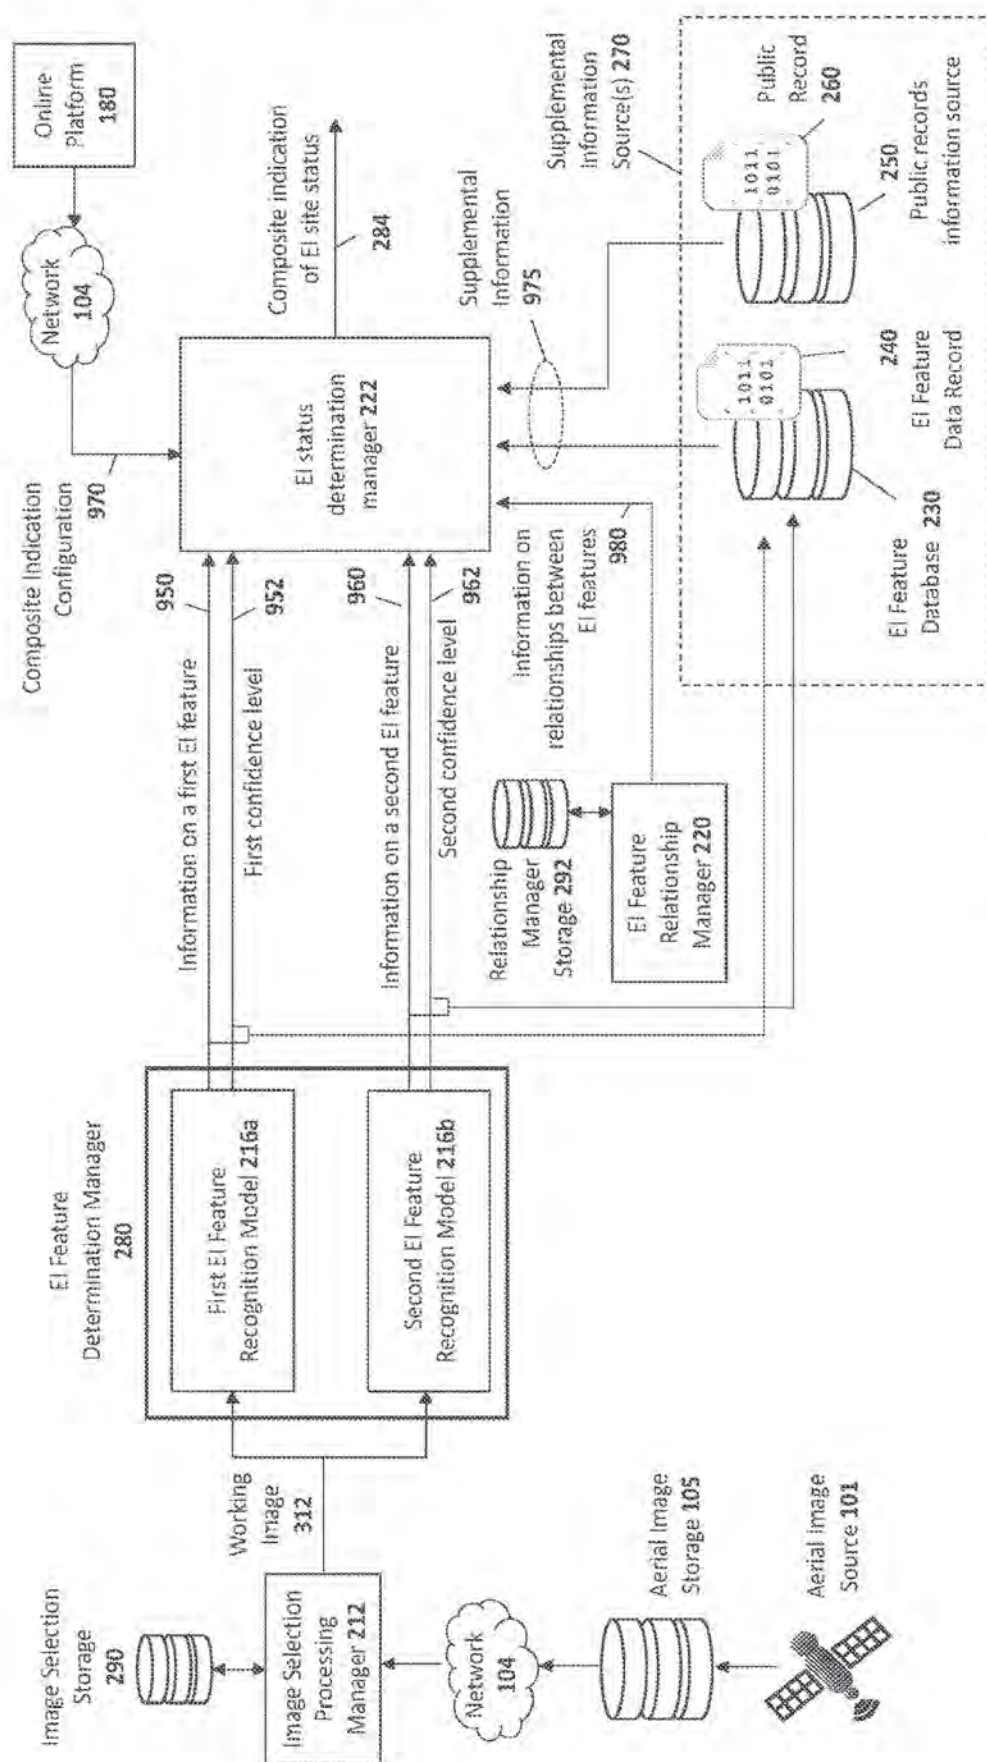 Image Selection
Storage
290
Image Selection
Processing
Manager 212
Network
104
Aerial Image
Storage 105
Aerial Image
Source 101
Working
Image
312
EI Feature
Determination Manager
280
First EI Feature
Recognition Model 216a
Second EI Feature
Recognition Model 216b
Information on a first EI feature
950
First confidence level
952
Information on a second EI feature
960
Second confidence level
962
Relationship
Manager
Storage 292
EI Feature
Relationship
Manager 220
Information on
relationships between
EI features
980
Composite Indication
Configuration
970
Network
104
Online
Platform
180
EI status
determination
manager 222
Composite indication
of EI site status
284
Supplemental
Information
975
Supplemental
Information
Source(s) 270
1011
0101
EI Feature
Database 230
240
EI Feature
Data Record
1011
0101
Public
Record
260
250
Public records
information source